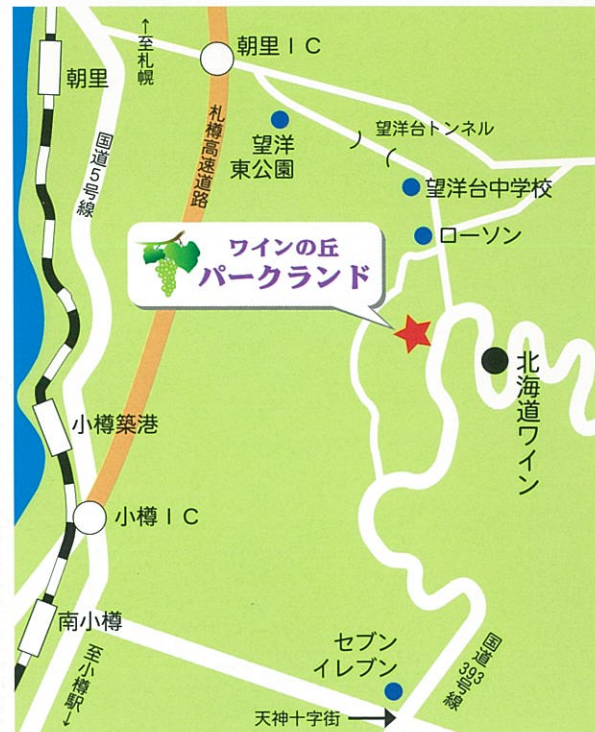 ↑至札幌
朝里ＩＣ
朝里
国道5号線
札樽高速道路
望洋
東公園
望洋台トンネル
望洋台中学校
ローソン
ワインの丘
パークランド
北海道ワイン
小樽築港
小樽ＩＣ
南小樽
至小樽駅→
セブン
イレブン
国道393
39号線
天神十字街